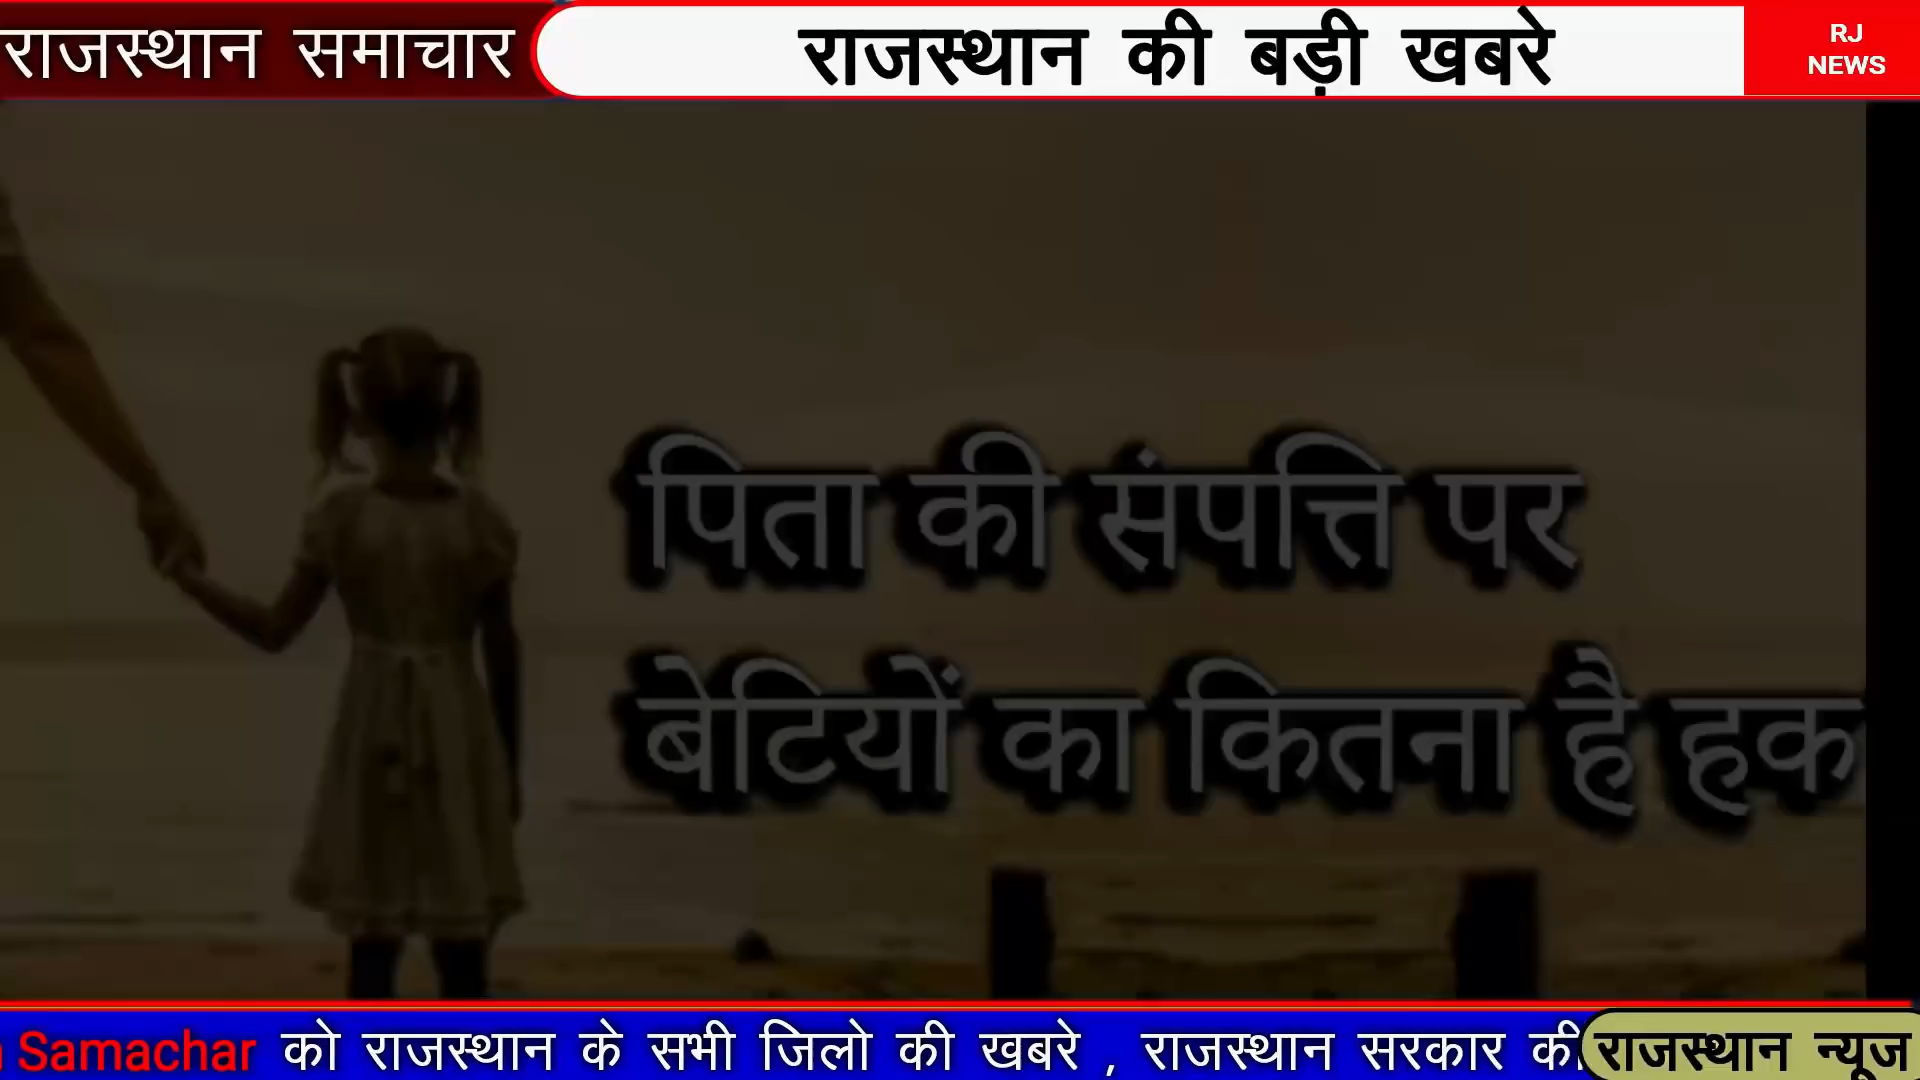 राजस्थान समाचार
राजस्थान की बड़ी खबरे
RJ
NEWS
पिता की संपत्ति पर
बेटियों का कितना है हक
Samachar को राजस्थान के सभी जिलो की खबरे , राजस्थान सरकार की
राजस्थान न्यूज